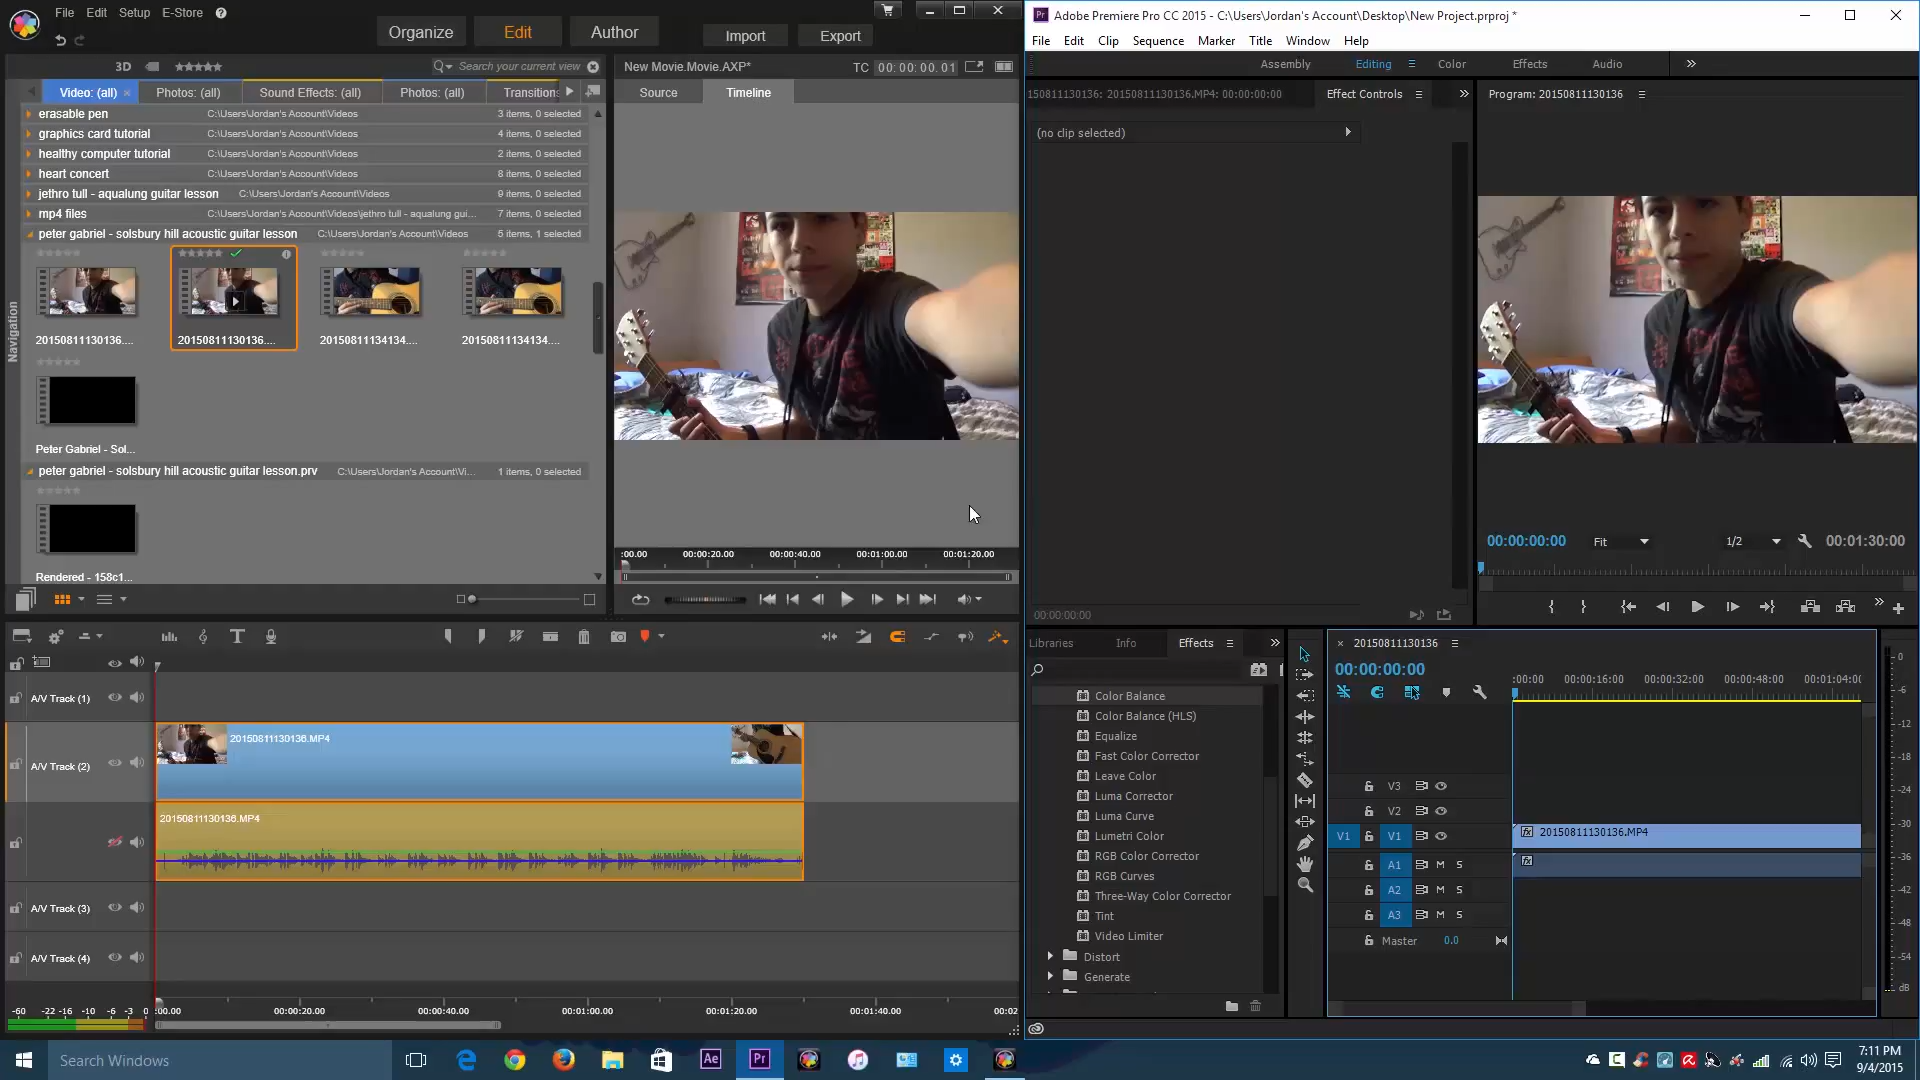 File Edit Setup E-Store ?
Organize Edit Author Import Export
3D
Search your current view
Video: (all) Photos: (all) Sound Effects: (all) Photos: (all) Transition
erasable pen C:\Users\Jordan's Account\Videos 3 items, 0 selected
graphics card tutorial C:\Users\Jordan's Account\Videos 4 items, 0 selected
healthy computer tutorial C:\Users\Jordan's Account\Videos 2 items, 0 selected
heart concert C:\Users\Jordan's Account\Videos 8 items, 0 selected
jethro tull - aqualung guitar lesson C:\Users\Jordan's Account\Videos 9 items, 0 selected
mp4 files C:\Users\Jordan's Account\Videos\jethro tull - aqualung gui... 7 items, 0 selected
peter gabriel - solsbury hill acoustic guitar lesson C:\Users\Jordan's Account\Videos 5 items, 1 selected
20150811130136.... 20150811130136.... 20150811134134.... 20150811134134....
Peter Gabriel - Sol...
peter gabriel - solsbury hill acoustic guitar lesson.prv C:\Users\Jordan's Account\Vi... 1 items, 0 selected
Rendered - 158c1...
Navigation
New Movie.Movie.AXP* TC 00:00:00.01
Source Timeline
:00.00 00:00:20.00 00:00:40.00 00:01:00.00 00:01:20.00
A/V Track (1)
A/V Track (2)
20150811130136.MP4
20150811130136.MP4
A/V Track (3)
A/V Track (4)
-60 -22 -16 -10 -6 -3 0
:00.00 00:00:20.00 00:00:40.00 00:01:00.00 00:01:20.00 00:01:40.00 00:02
Pr Adobe Premiere Pro CC 2015 - C:\Users\Jordan's Account\Desktop\New Project.prproj *
File Edit Clip Sequence Marker Title Window Help
Assembly Editing Color Effects Audio
150811130136: 20150811130136.MP4: 00:00:00:00 Effect Controls
(no clip selected)
00:00:00:00
Program: 20150811130136
00:00:00:00 Fit 1/2 00:01:30:00
Libraries Info Effects
Color Balance
Color Balance (HLS)
Equalize
Fast Color Corrector
Leave Color
Luma Corrector
Luma Curve
Lumetri Color
RGB Color Corrector
RGB Curves
Three-Way Color Corrector
Tint
Video Limiter
Distort
Generate
× 20150811130136
00:00:00:00
:00:00 00:00:16:00 00:00:32:00 00:00:48:00 00:01:04:00
V3
V2
V1 V1 fx 20150811130136.MP4
A1 M S fx
A2 M S
A3 M S
Master 0.0
0
-6
-12
-18
-24
-30
-36
-42
-48
-54
dB
Search Windows
Ae Pr
7:11 PM
9/4/2015